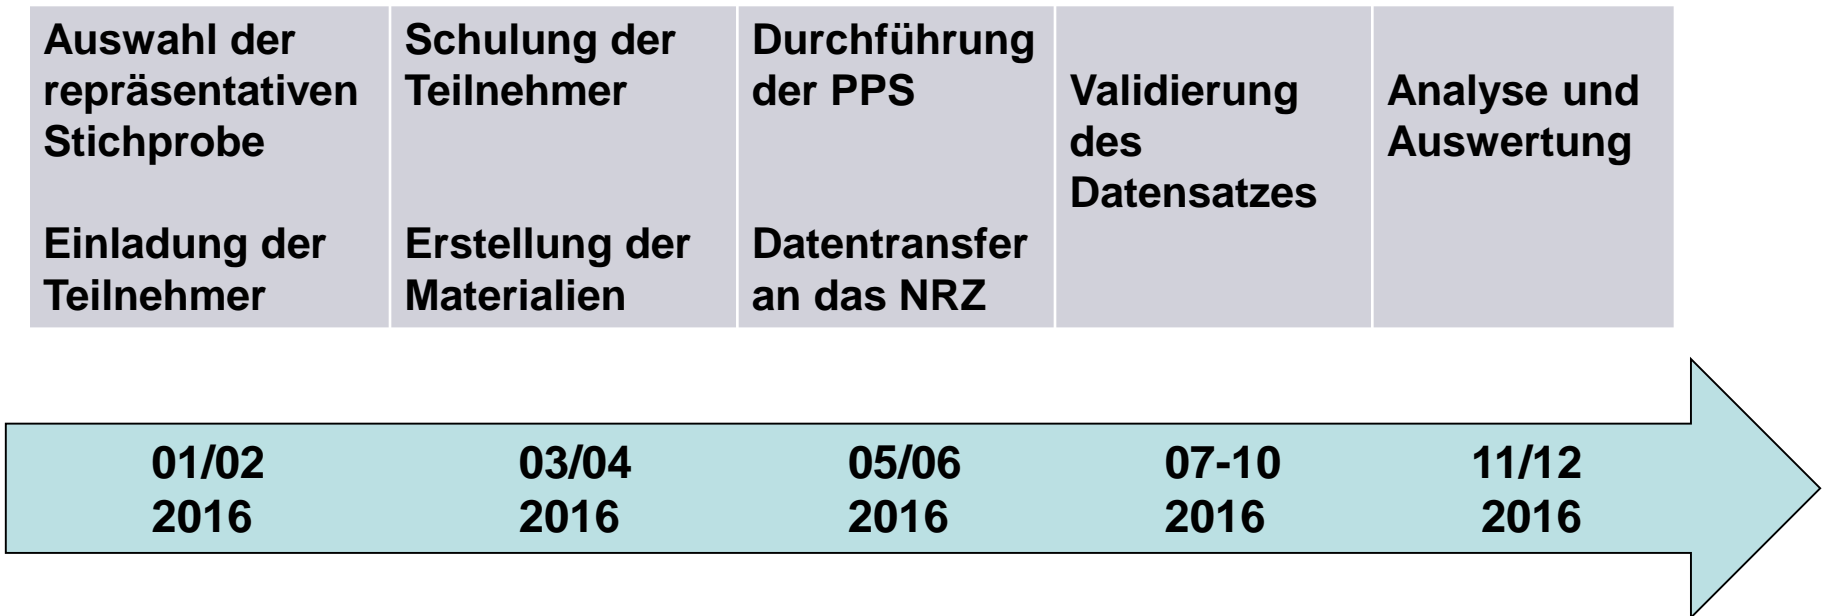 Auswahl der
repräsentativen
Stichprobe
Einladung der
Teilnehmer
Schulung der
Teilnehmer
Erstellung der
Materialien
Durchführung
der PPS
Datentransfer
an das NRZ
Validierung
des
Datensatzes
Analyse und
Auswertung
01/02
2016
03/04
2016
05/06
2016
07-10
2016
11/12
2016